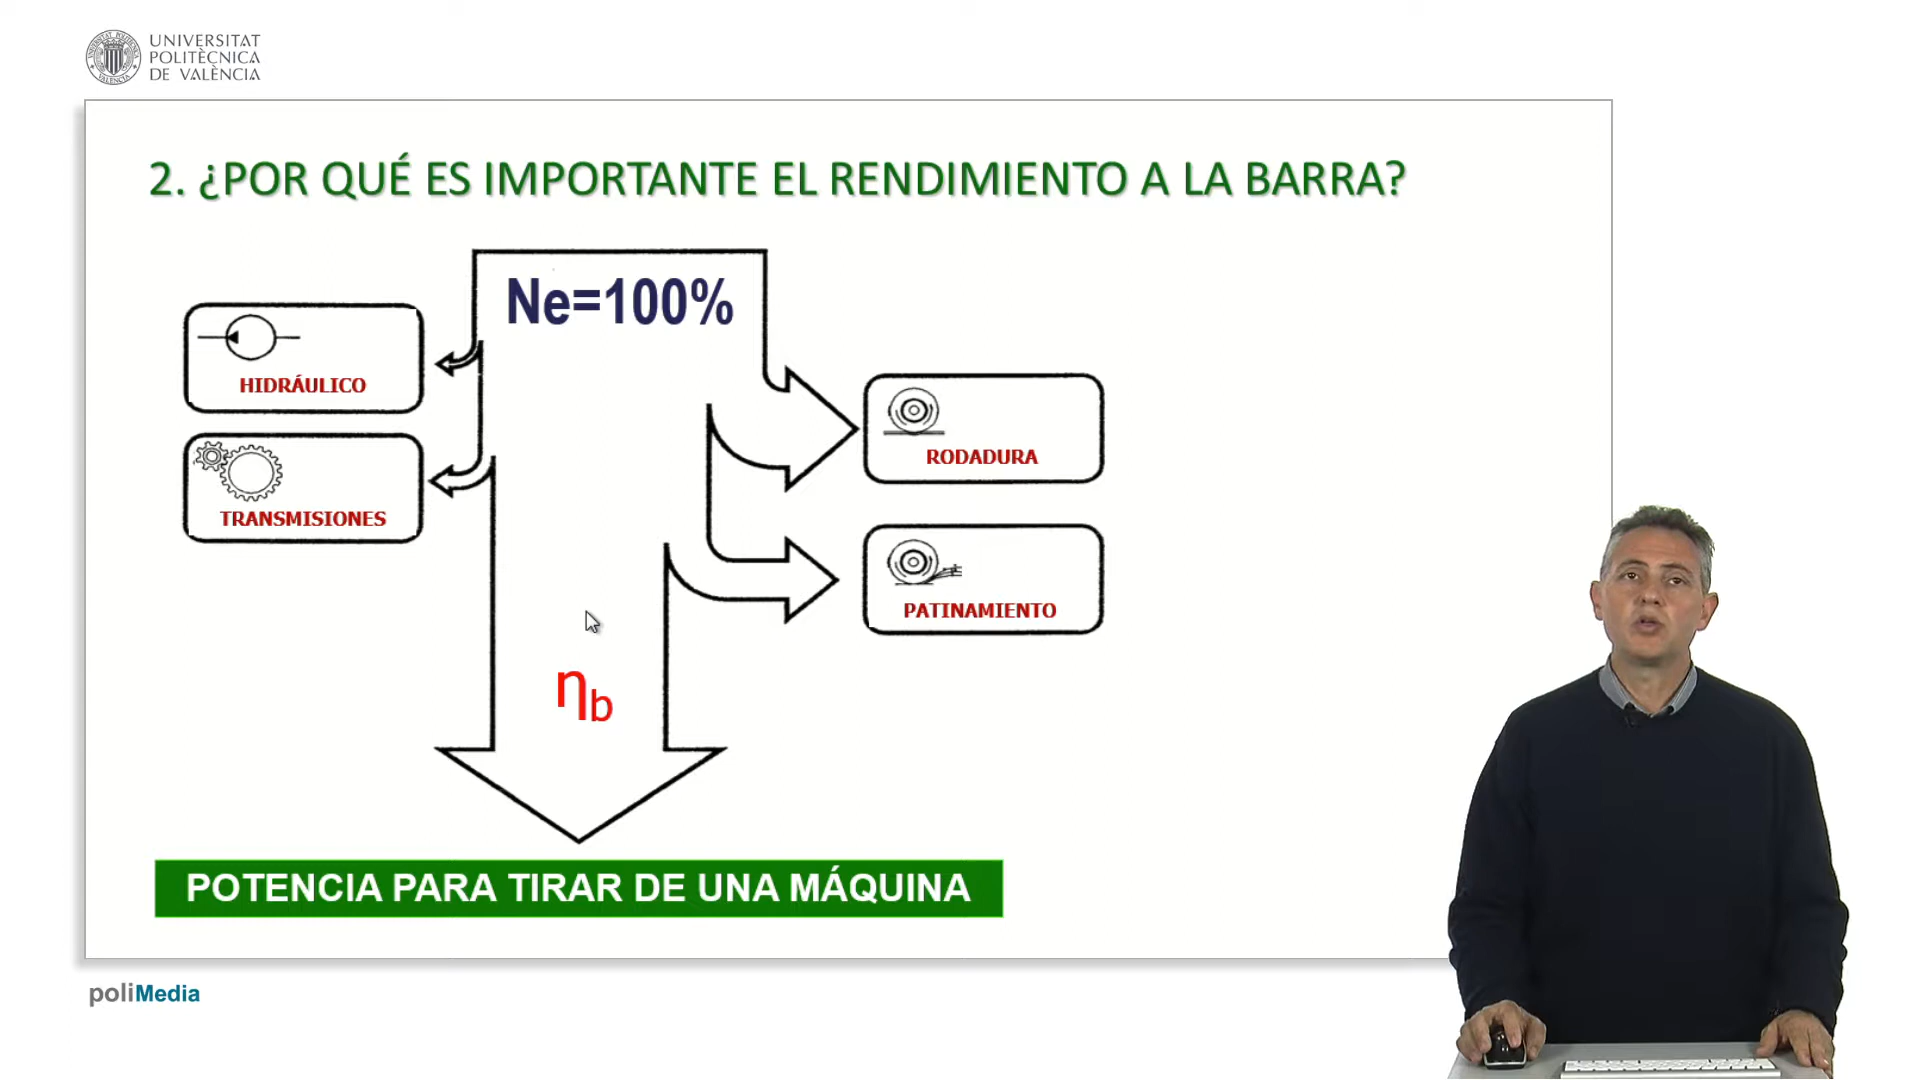 UNIVERSITAT
POLITÈCNICA
DE VALÈNCIA
2. ¿POR QUÉ ES IMPORTANTE EL RENDIMIENTO A LA BARRA?
Ne=100%
HIDRÁULICO
TRANSMISIONES
RODADURA
PATINAMIENTO
ηb
POTENCIA PARA TIRAR DE UNA MÁQUINA
poliMedia